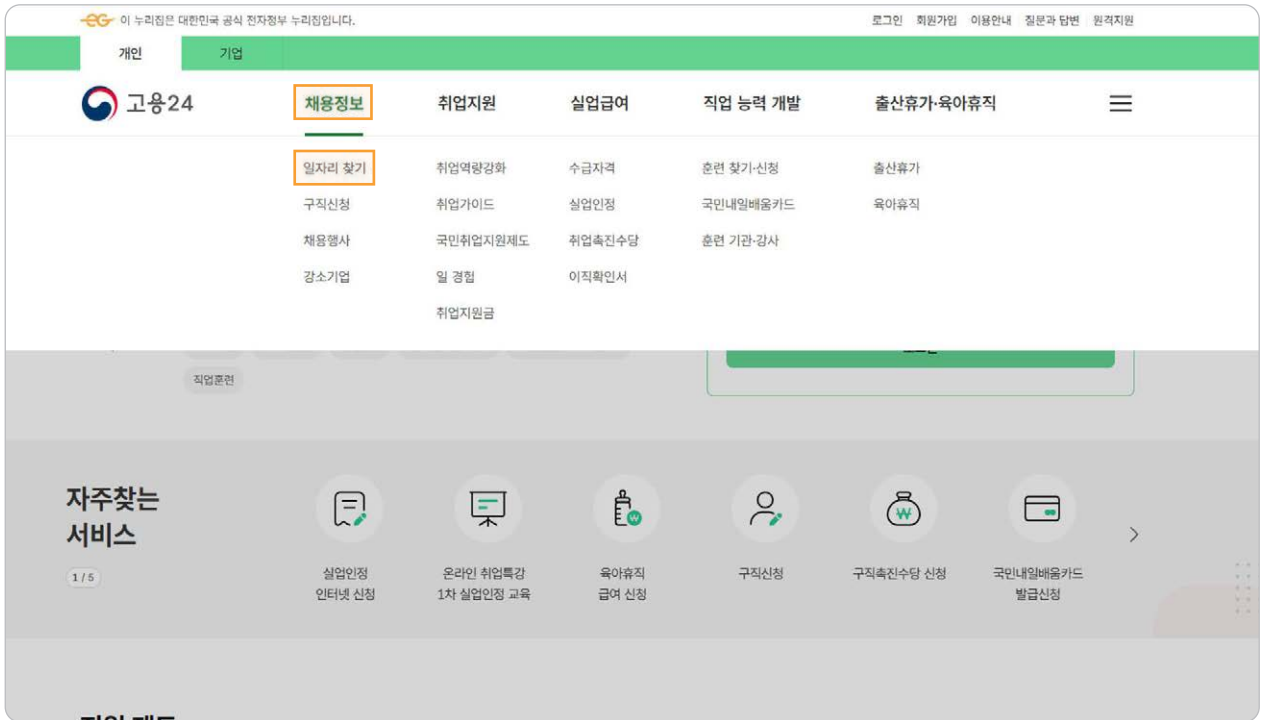 이 누리집은 대한민국 공식 전자정부 누리집입니다.
로그인 회원가입 이용안내 질문과 답변 원격지원
개인 기업
고용24 채용정보 취업지원 실업급여 직업 능력 개발 출산휴가·육아휴직
일자리 찾기 취업역량강화 수급자격 훈련 찾기·신청 출산휴가
구직신청 취업가이드 실업인정 국민내일배움카드 육아휴직
채용행사 국민취업지원제도 취업촉진수당 훈련 기관·강사
강소기업 일 경험 이직확인서
취업지원금
직업훈련
자주찾는
서비스
1 / 5
실업인정
인터넷 신청
온라인 취업특강
1차 실업인정 교육
육아휴직
급여 신청
구직신청
구직촉진수당 신청
국민내일배움카드
발급신청